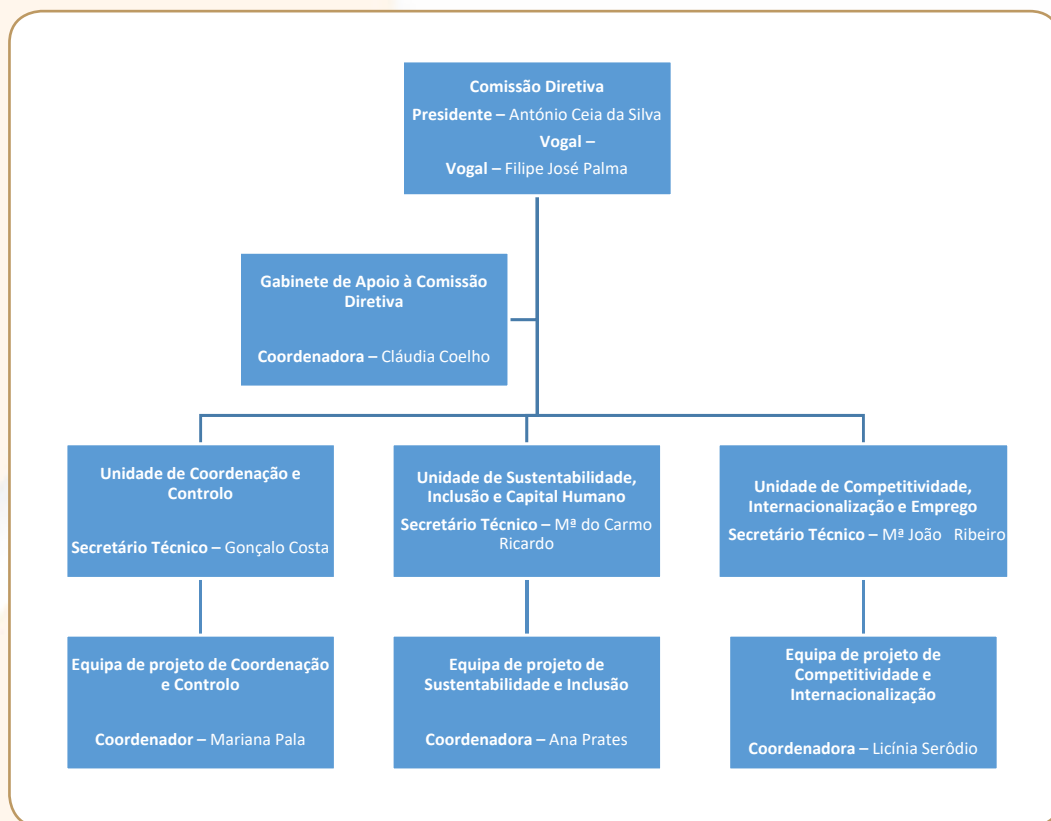 Comissão Diretiva
Presidente – António Ceia da Silva
Vogal –
Vogal – Filipe José Palma
Gabinete de Apoio à Comissão
Diretiva
Coordenadora – Cláudia Coelho
Unidade de Coordenação e
Controlo
Secretário Técnico – Gonçalo Costa
Unidade de Sustentabilidade,
Inclusão e Capital Humano
Secretário Técnico – Mª do Carmo
Ricardo
Unidade de Competitividade,
Internacionalização e Emprego
Secretário Técnico – Mª João Ribeiro
Equipa de projeto de Coordenação
e Controlo
Coordenador – Mariana Pala
Equipa de projeto de
Sustentabilidade e Inclusão
Coordenadora – Ana Prates
Equipa de projeto de
Competitividade e
Internacionalização
Coordenadora – Licínia Serôdio